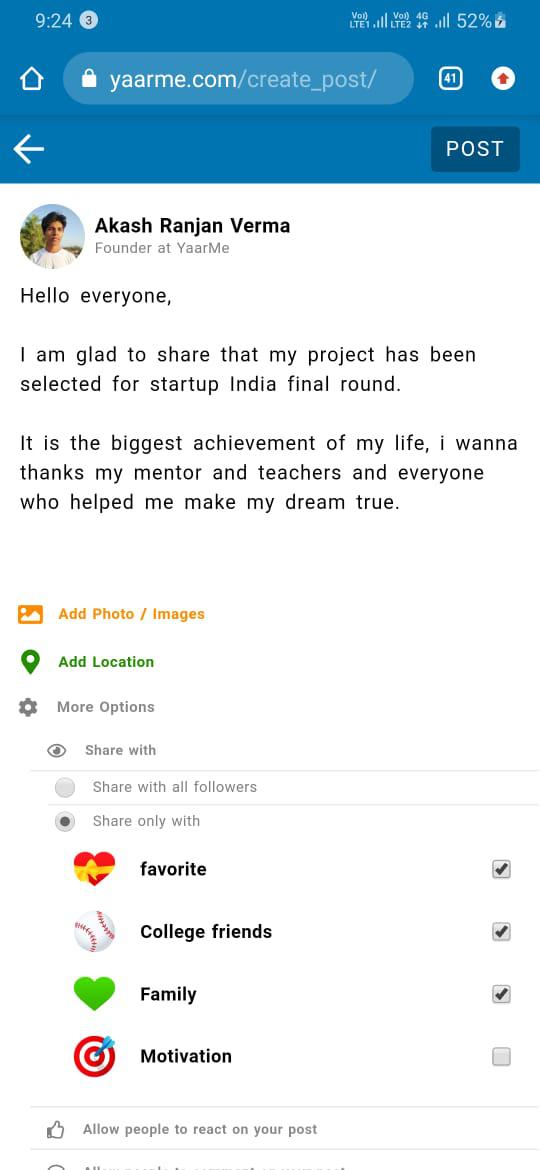 9:24 3 Vo) LTE1 Vo) LTE2 4G 52%
yaarme.com/create_post/ 41
POST
Akash Ranjan Verma
Founder at YaarMe
Hello everyone,
I am glad to share that my project has been
selected for startup India final round.
It is the biggest achievement of my life, i wanna
thanks my mentor and teachers and everyone
who helped me make my dream true.
Add Photo / Images
Add Location
More Options
Share with
Share with all followers
Share only with
favorite
College friends
Family
Motivation
Allow people to react on your post